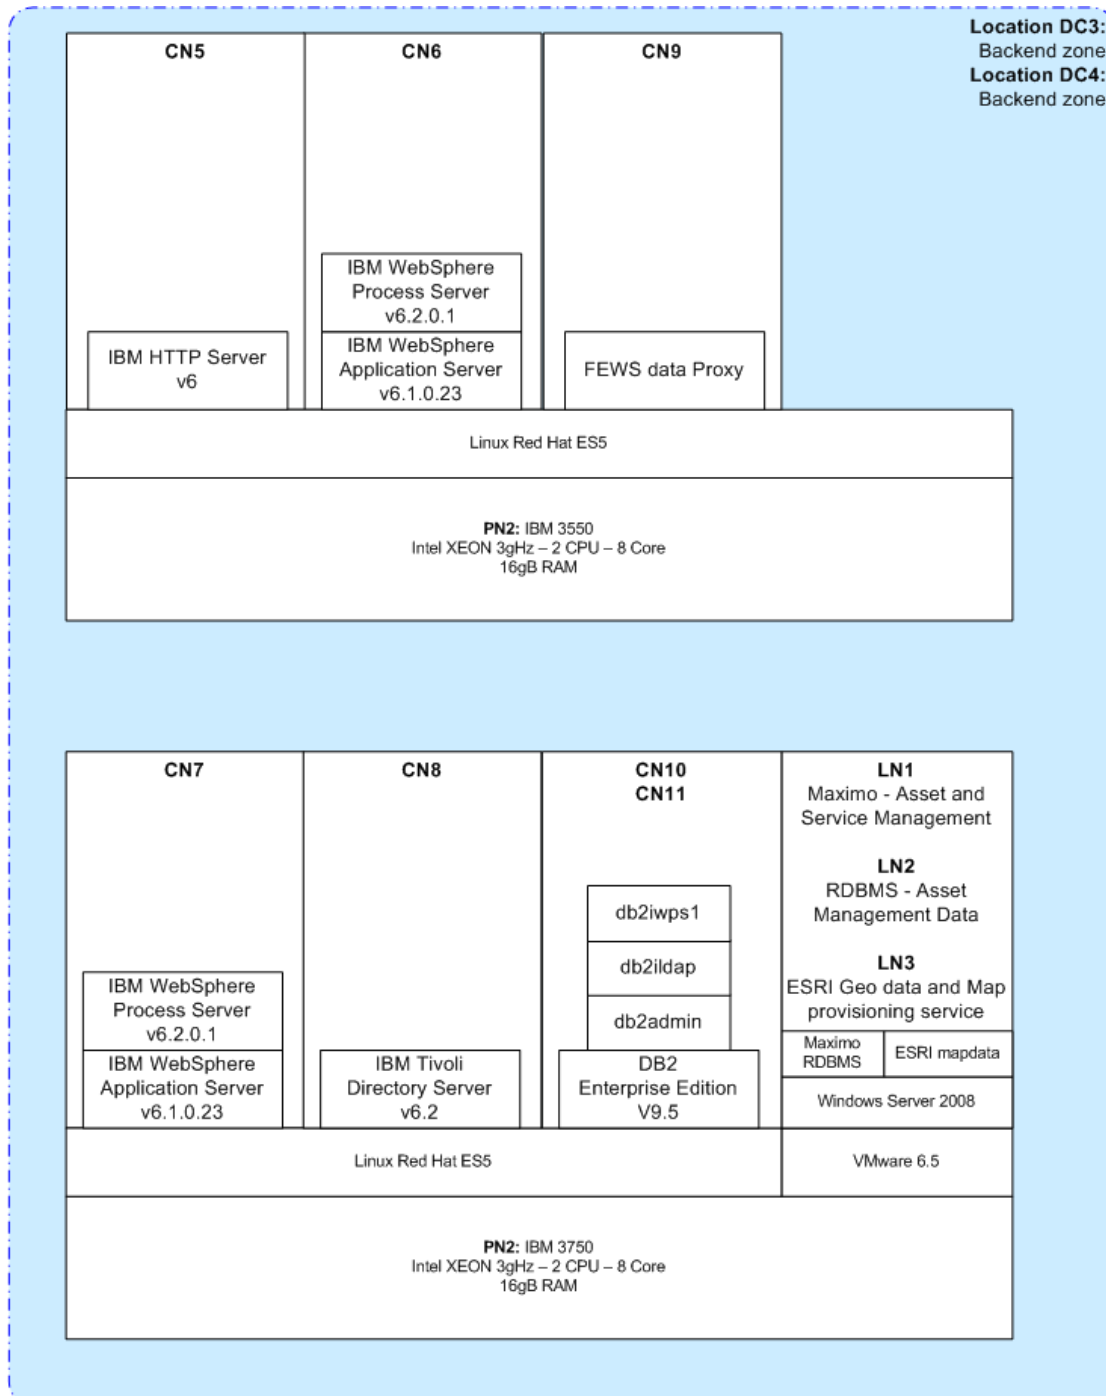 Location DC3:
Backend zone
Location DC4:
Backend zone
CN5
CN6
CN9
IBM WebSphere
Process Server
v6.2.0.1
IBM HTTP Server
v6
IBM WebSphere
Application Server
v6.1.0.23
FEWS data Proxy
Linux Red Hat ES5
PN2: IBM 3550
Intel XEON 3gHz – 2 CPU – 8 Core
16gB RAM
CN7
CN8
CN10
CN11
LN1
Maximo - Asset and
Service Management
LN2
RDBMS - Asset
Management Data
LN3
ESRI Geo data and Map
provisioning service
db2iwps1
db2ildap
db2admin
IBM WebSphere
Process Server
v6.2.0.1
IBM WebSphere
Application Server
v6.1.0.23
IBM Tivoli
Directory Server
v6.2
DB2
Enterprise Edition
V9.5
Maximo
RDBMS
ESRI mapdata
Windows Server 2008
Linux Red Hat ES5
VMware 6.5
PN2: IBM 3750
Intel XEON 3gHz – 2 CPU – 8 Core
16gB RAM